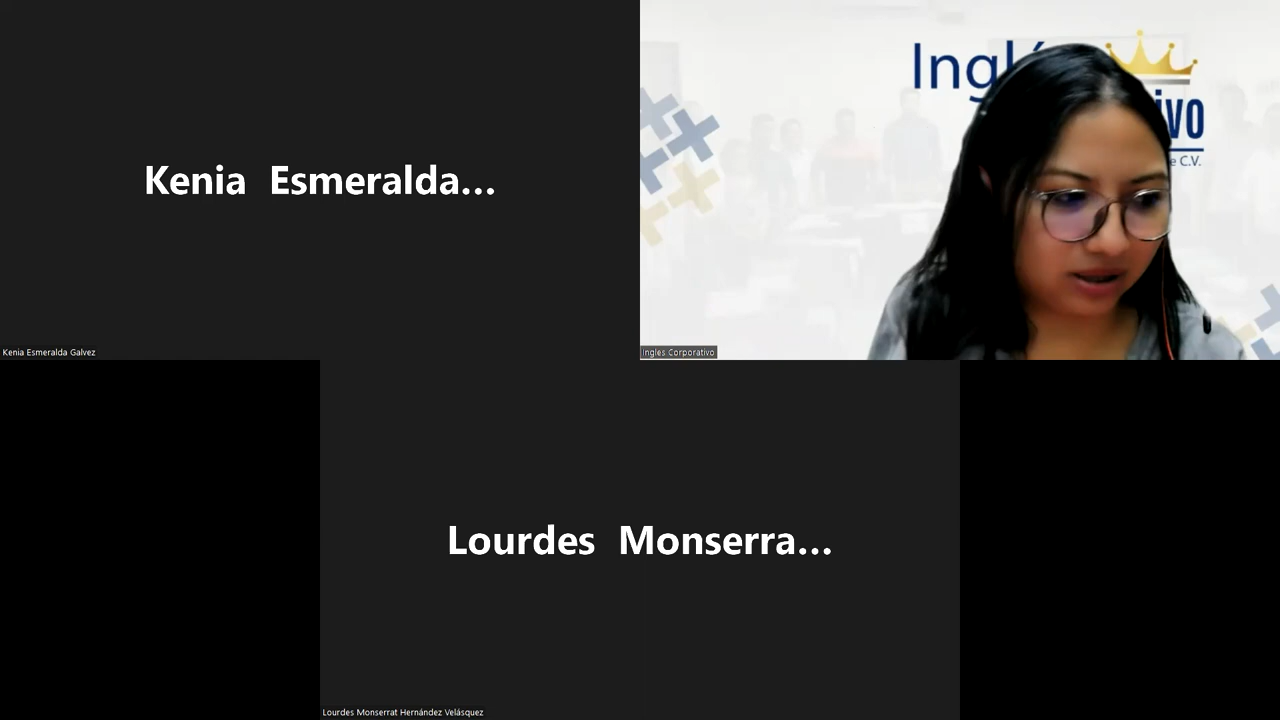 Kenia Esmeralda...
Kenia Esmeralda Galvez
Ingl
ivo
e C.V.
Ingles Corporativo
Lourdes Monserra...
Lourdes Monserrat Hernández Velásquez